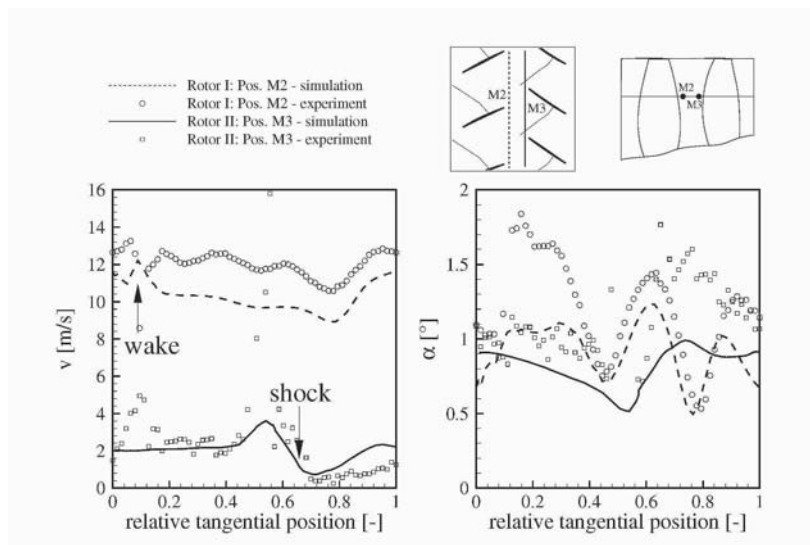 Rotor I: Pos. M2 - simulation
Rotor I: Pos. M2 - experiment
Rotor II: Pos. M3 - simulation
Rotor II: Pos. M3 - experiment
M2
M3
M2
M3
16
14
12
10
8
6
4
2
0
v [m/s]
wake
shock
0
0.2
0.4
0.6
0.8
1
relative tangential position [-]
2
1.5
1
0.5
0
α [°]
0
0.2
0.4
0.6
0.8
1
relative tangential position [-]